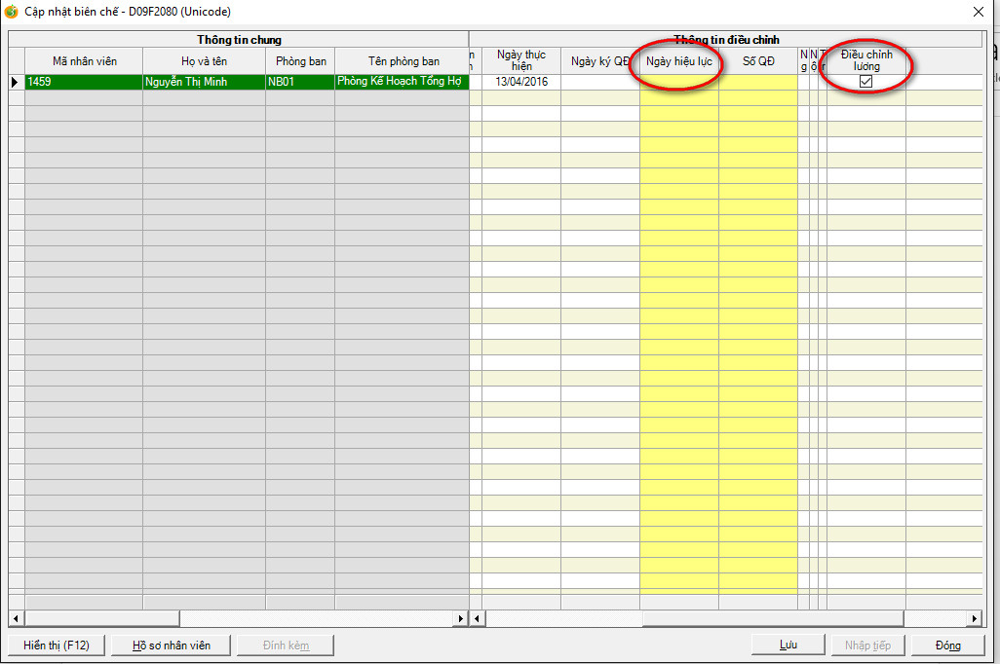 Cập nhật biên chế - D09F2080 (Unicode)
Thông tin chung
Thông tin điều chỉnh
Mã nhân viên
Họ và tên
Phòng ban
Tên phòng ban
Ngày thực
hiện
Ngày ký QĐ
Ngày hiệu lực
Số QĐ
Điều chỉnh
lương
1459
Nguyễn Thị Minh
NB01
Phòng Kế Hoạch Tổng Hợ
13/04/2016
Hiển thị (F12)
Hồ sơ nhân viên
Đính kèm
Lưu
Nhập tiếp
Đóng